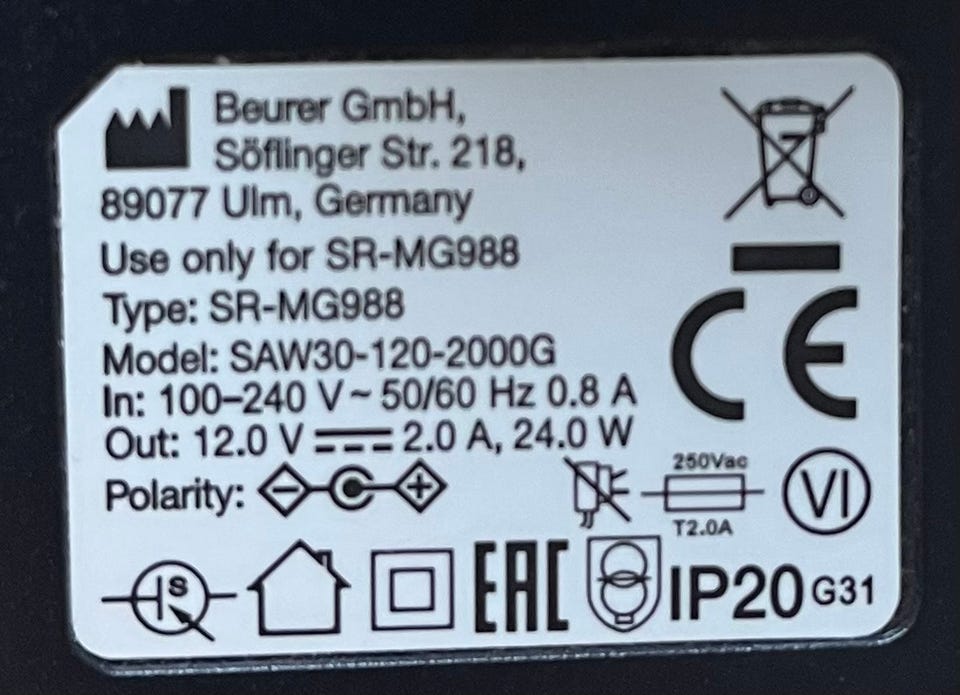 Beurer GmbH,
Söflinger Str. 218,
89077 Ulm, Germany
Use only for SR-MG988
Type: SR-MG988
Model: SAW30-120-2000G
In: 100–240 V ~ 50/60 Hz 0.8 A
Out: 12.0 V ⎓ 2.0 A, 24.0 W
Polarity: − +
CE
250Vac
T2.0A
VI
S
EAC
IP20 G31